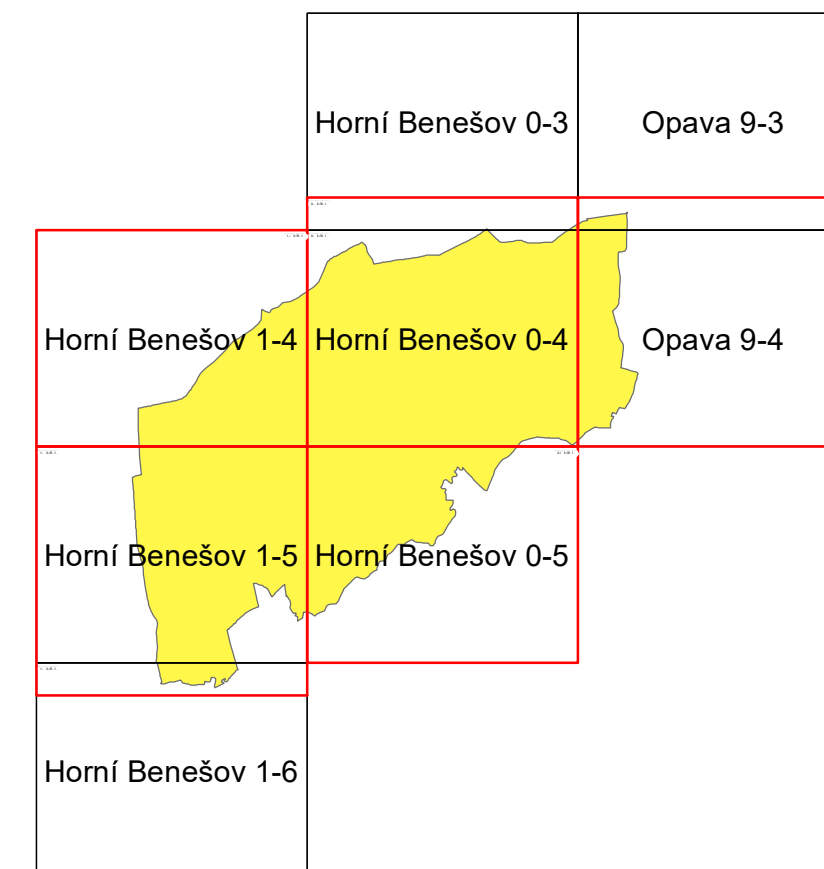 Horní Benešov 0-3
Opava 9-3
Horní Benešov 1-4
Horní Benešov 0-4
Opava 9-4
Horní Benešov 1-5
Horní Benešov 0-5
Horní Benešov 1-6